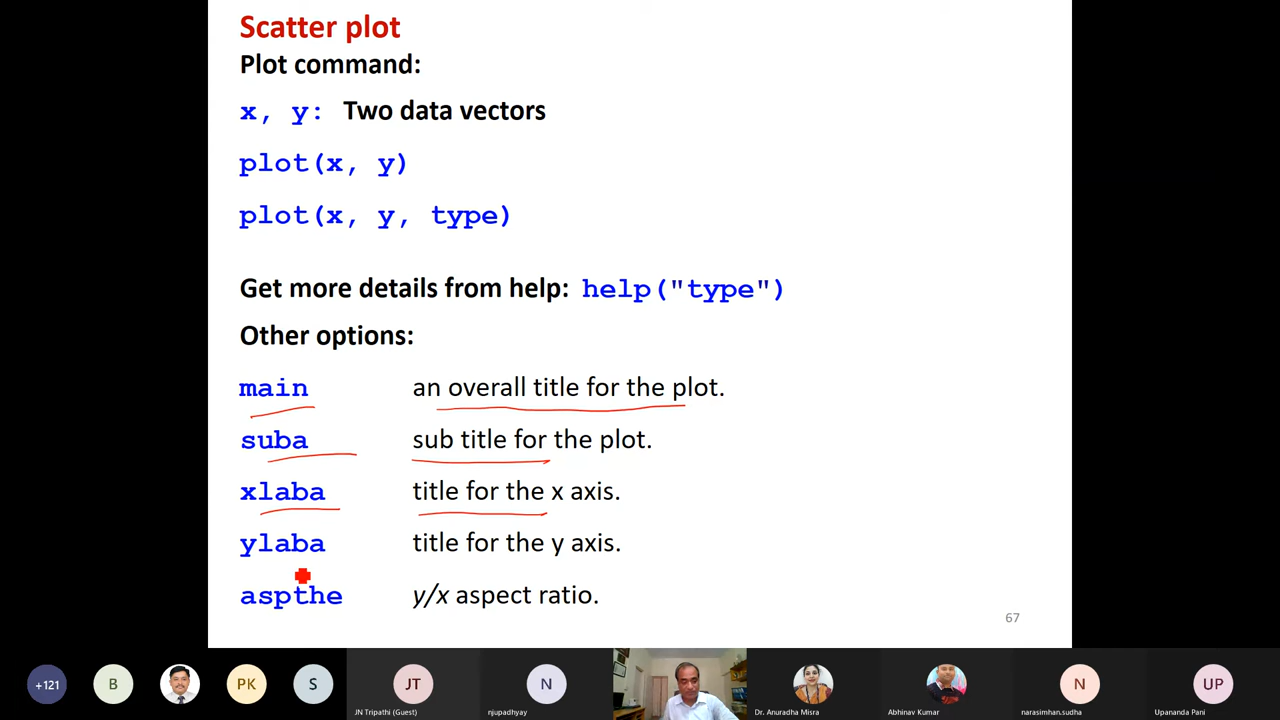 Scatter plot
Plot command:
x, y: Two data vectors
plot(x, y)
plot(x, y, type)
Get more details from help: help("type")
Other options:
main an overall title for the plot.
suba sub title for the plot.
xlaba title for the x axis.
ylaba title for the y axis.
aspthe y/x aspect ratio.
67
+121 B PK S JT N N UP
JN Tripathi (Guest) njupadhyay Dr. Anuradha Misra Abhinav Kumar narasimhan.sudha Upananda Pani